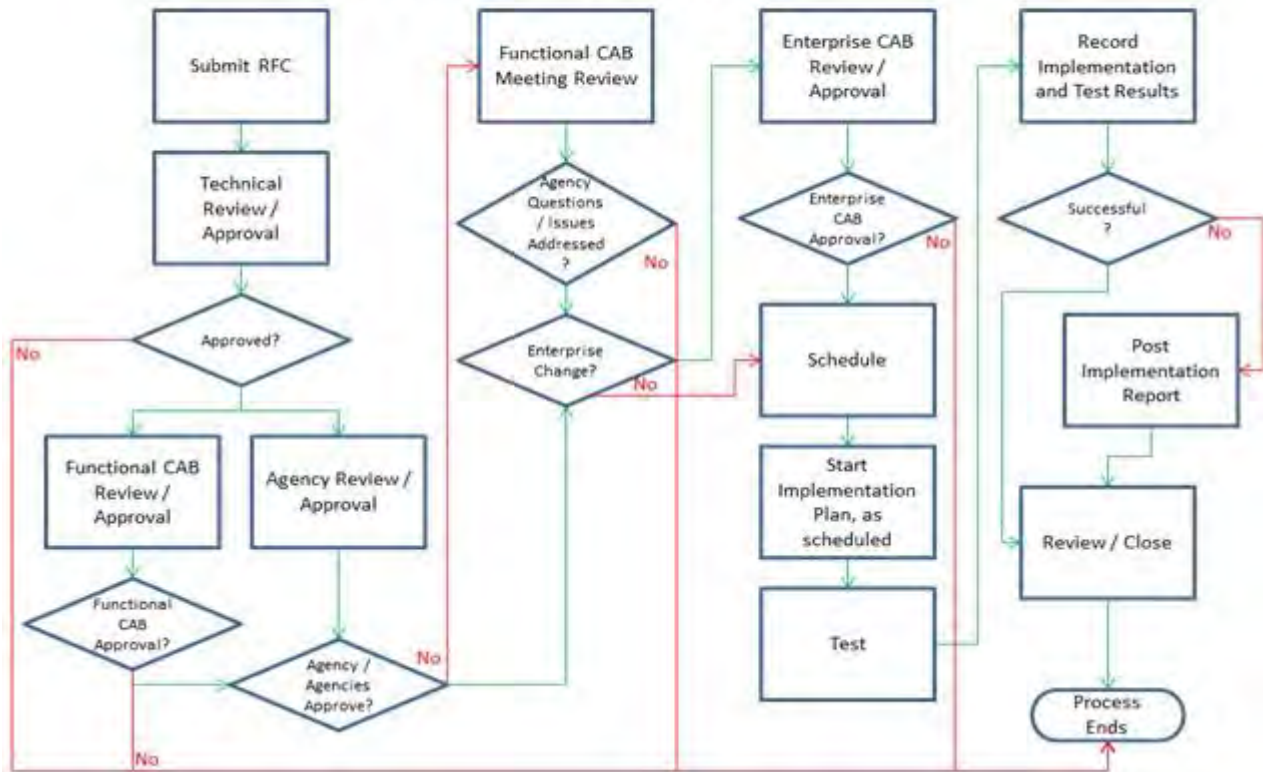 Submit RFC
Technical
Review /
Approval
Approved?
No
Functional CAB
Review /
Approval
Agency Review /
Approval
Functional
CAB
Approval?
No
Agency /
Agencies
Approve?
No
Functional CAB
Meeting Review
Agency
Questions
/ Issues
Addressed
?
No
Enterprise
Change?
No
Enterprise CAB
Review /
Approval
Enterprise
CAB
Approval?
No
Schedule
Start
Implementation
Plan, as
scheduled
Test
Record
Implementation
and Test Results
Successful
?
No
Post
Implementation
Report
Review / Close
Process
Ends